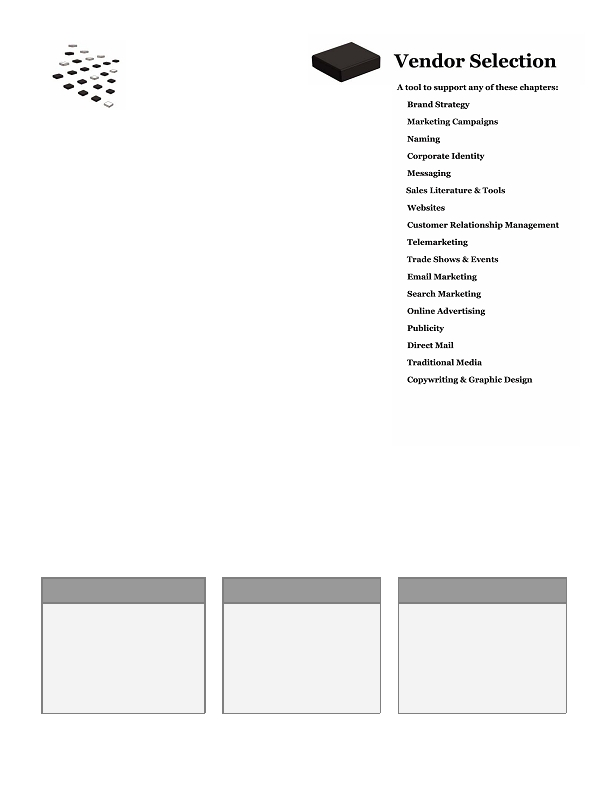 Vendor Selection
A tool to support any of these chapters:
Brand Strategy
Marketing Campaigns
Naming
Corporate Identity
Messaging
Sales Literature & Tools
Websites
Customer Relationship Management
Telemarketing
Trade Shows & Events
Email Marketing
Search Marketing
Online Advertising
Publicity
Direct Mail
Traditional Media
Copywriting & Graphic Design